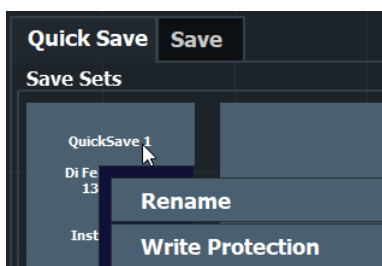 Quick Save Save
Save Sets
QuickSave 1
Di Fe
13
Rename
Inst
Write Protection